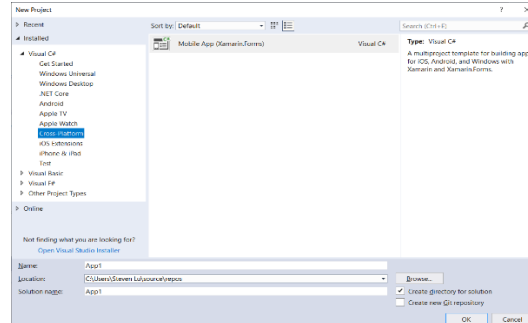 New Project
? ×
Recent
Installed
Visual C#
Get Started
Windows Universal
Windows Desktop
.NET Core
Android
Apple TV
Apple Watch
Cross-Platform
iOS Extensions
iPhone & iPad
Test
Visual Basic
Visual F#
Other Project Types
Online
Not finding what you are looking for?
Open Visual Studio Installer
Sort by: Default
Mobile App (Xamarin.Forms) Visual C#
Search (Ctrl+E)
Type: Visual C#
A multiproject template for building app
for iOS, Android, and Windows with
Xamarin and Xamarin.Forms.
Name: App1
Location: C:\Users\Steven Lu\source\repos
Solution name: App1
Browse...
Create directory for solution
Create new Git repository
OK Cancel